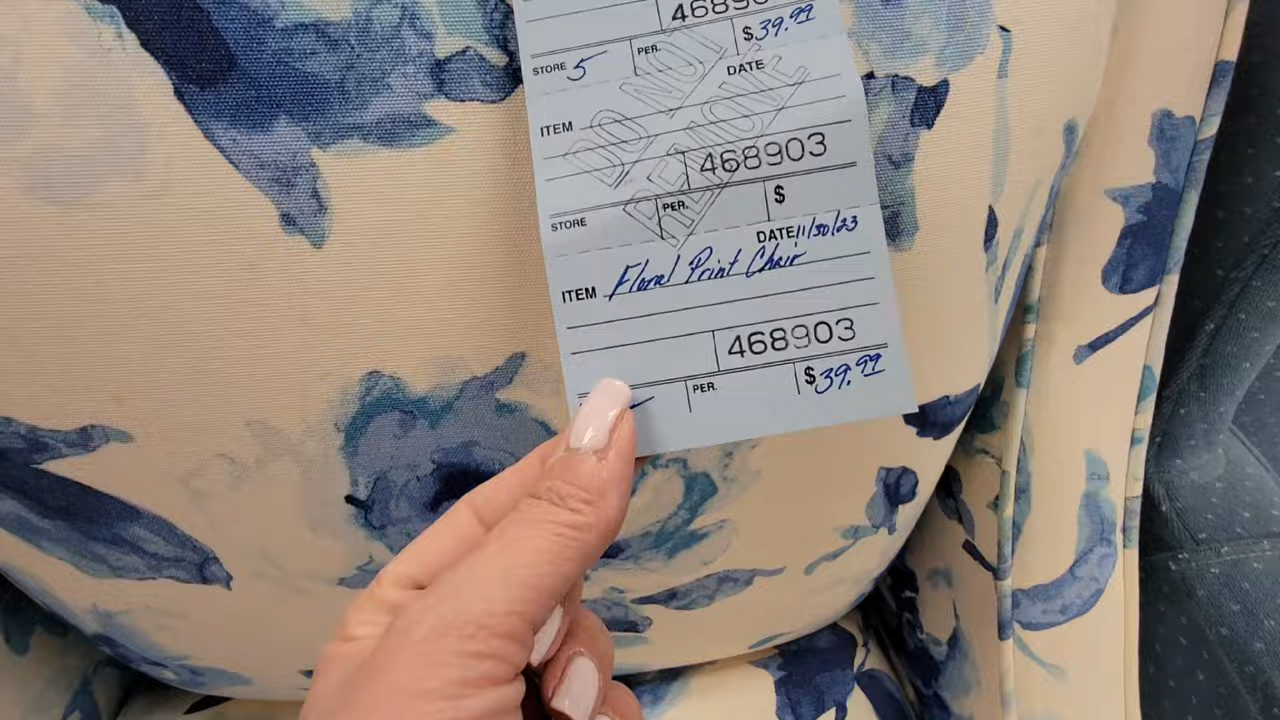 46890
STORE 5 PER. $39.99
DATE
ITEM
DO NOT REMOVE
468903
STORE PER. $
DATE 11/30/23
ITEM Floral Print Chair
468903
PER. $39.99